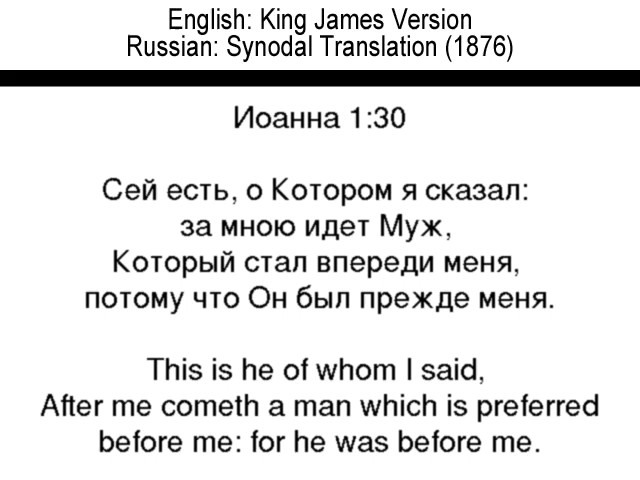 English: King James Version
Russian: Synodal Translation (1876)
Иоанна 1:30
Сей есть, о Котором я сказал:
за мною идет Муж,
Который стал впереди меня,
потому что Он был прежде меня.
This is he of whom I said,
After me cometh a man which is preferred
before me: for he was before me.